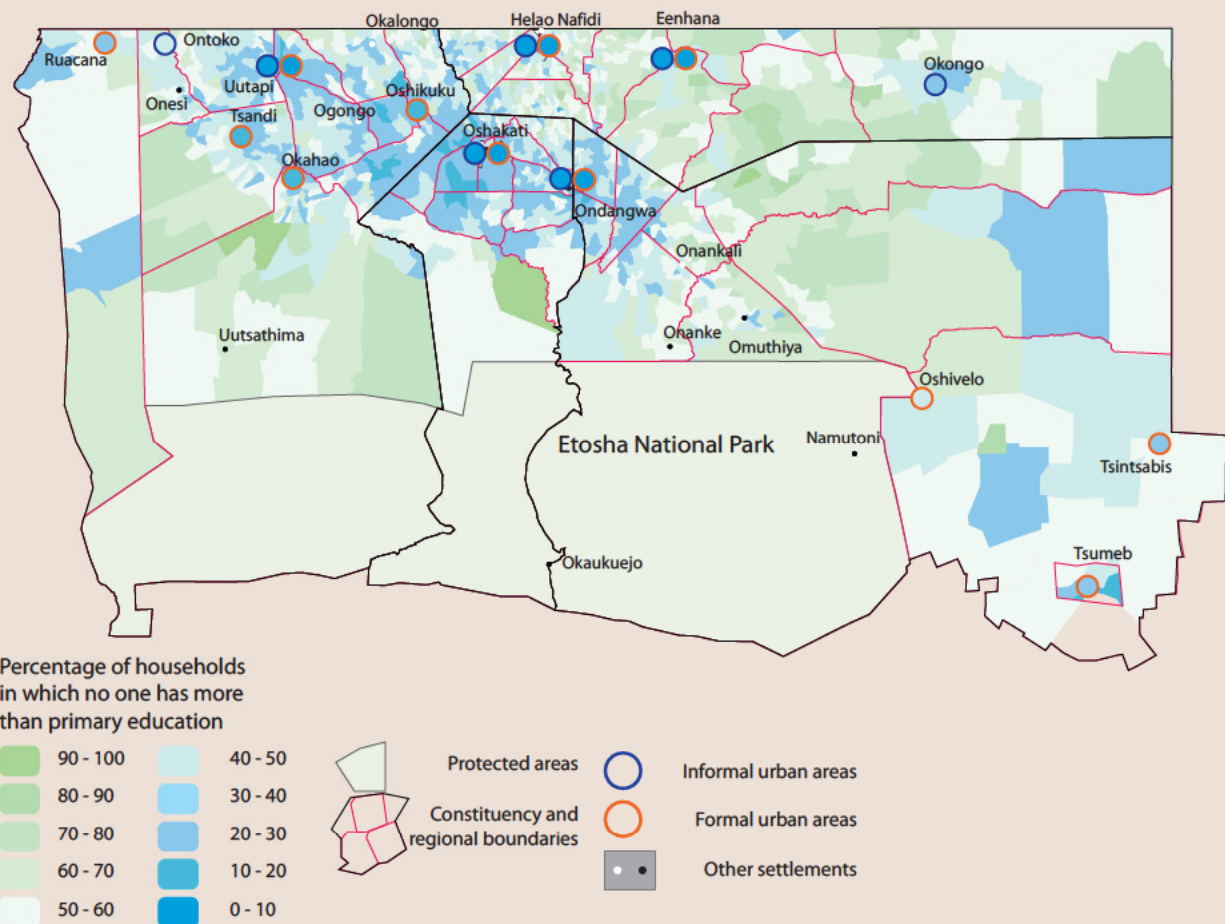 Okalongo
Helao Nafidi
Eenhana
Ruacana
Ontoko
Okongo
Uutapi
Onesi
Oshikuku
Ogongo
Tsandi
Oshakati
Okahao
Ondangwa
Onankali
Uutsathima
Onanke
Omuthiya
Oshivelo
Etosha National Park
Namutoni
Tsintsabis
Okaukuejo
Tsumeb
Percentage of households
in which no one has more
than primary education
90 - 100
80 - 90
70 - 80
60 - 70
50 - 60
40 - 50
30 - 40
20 - 30
10 - 20
0 - 10
Protected areas
Constituency and
regional boundaries
Informal urban areas
Formal urban areas
Other settlements